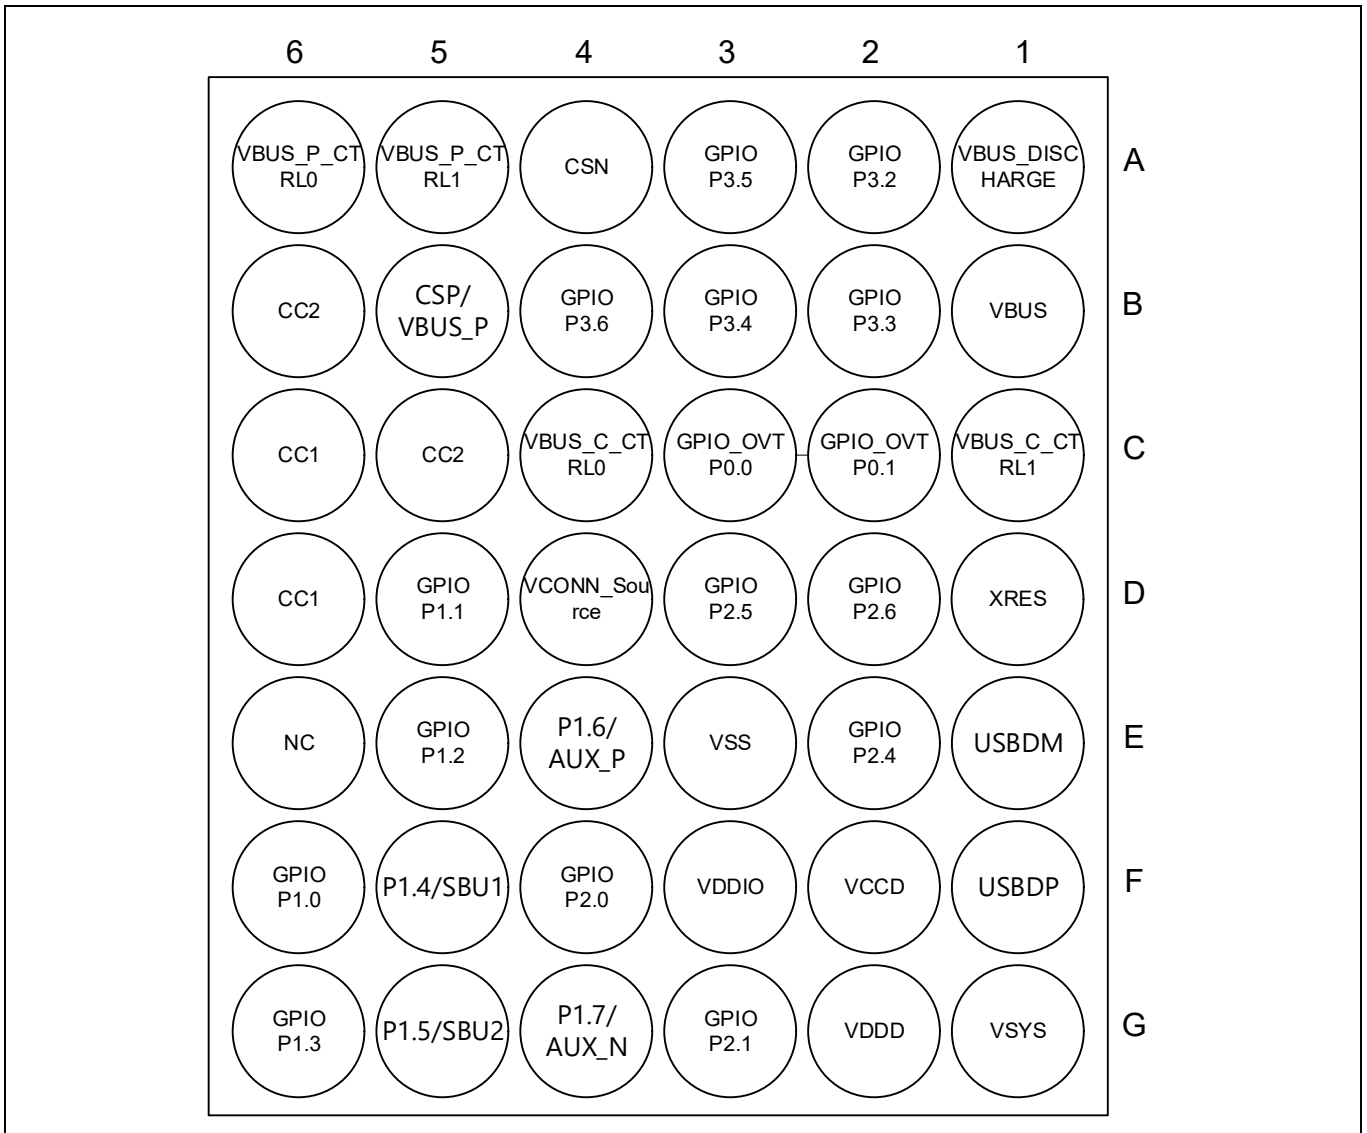 6 5 4 3 2 1
VBUS_P_CT
RL0
VBUS_P_CT
RL1
CSN
GPIO
P3.5
GPIO
P3.2
VBUS_DISC
HARGE
A
CC2
CSP/
VBUS_P
GPIO
P3.6
GPIO
P3.4
GPIO
P3.3
VBUS
B
CC1
CC2
VBUS_C_CT
RL0
GPIO_OVT
P0.0
GPIO_OVT
P0.1
VBUS_C_CT
RL1
C
CC1
GPIO
P1.1
VCONN_Sou
rce
GPIO
P2.5
GPIO
P2.6
XRES
D
NC
GPIO
P1.2
P1.6/
AUX_P
VSS
GPIO
P2.4
USBDM
E
GPIO
P1.0
P1.4/SBU1
GPIO
P2.0
VDDIO
VCCD
USBDP
F
GPIO
P1.3
P1.5/SBU2
P1.7/
AUX_N
GPIO
P2.1
VDDD
VSYS
G